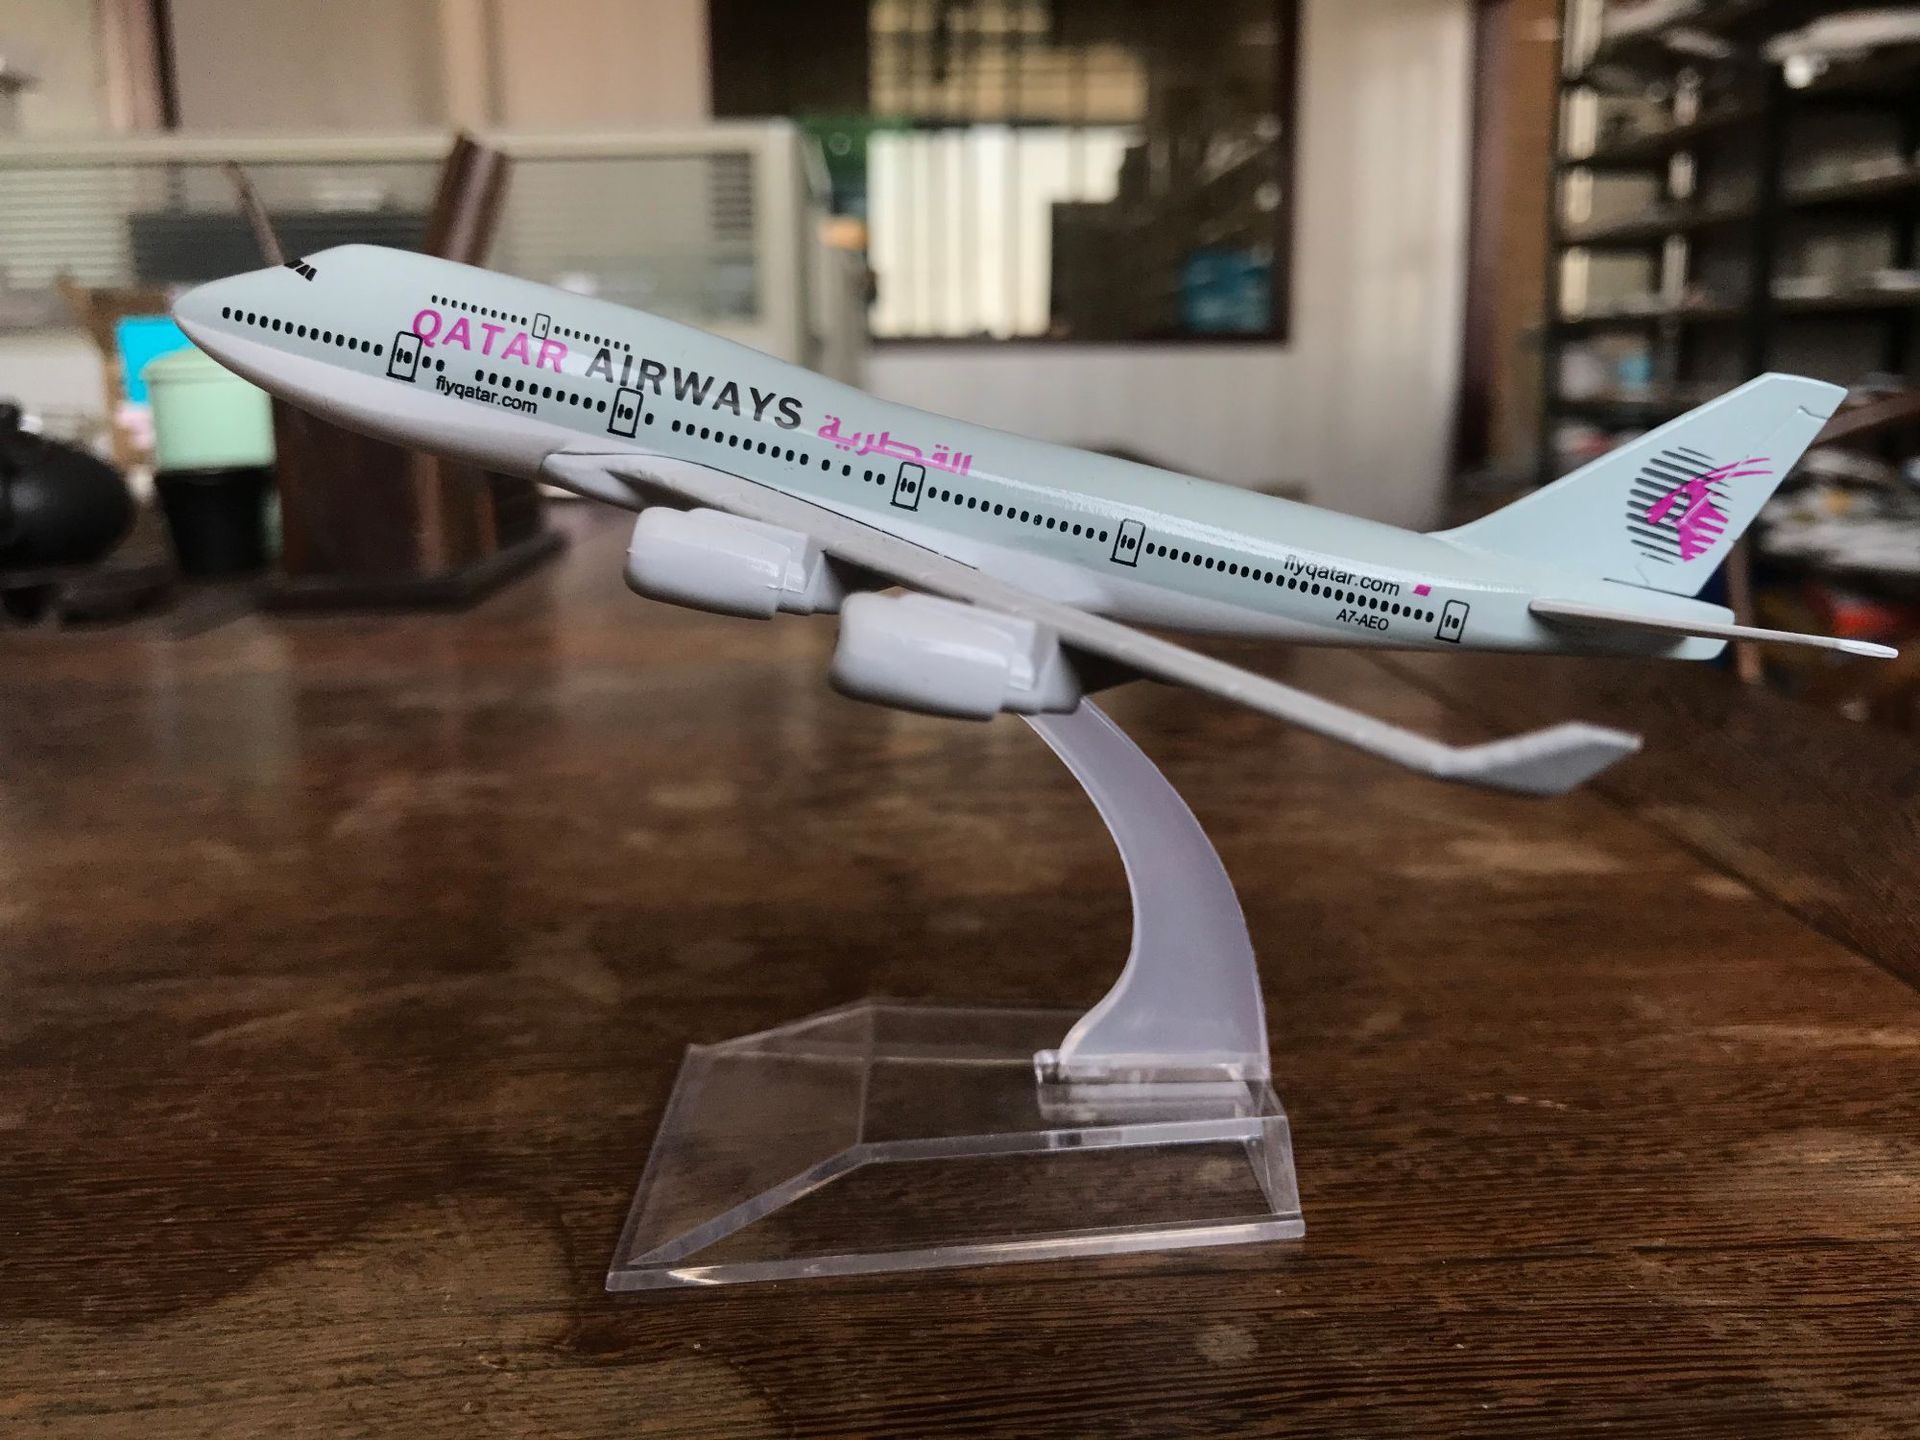 QATAR AIRWAYS القطرية
flyqatar.com
flyqatar.com
A7-AEO